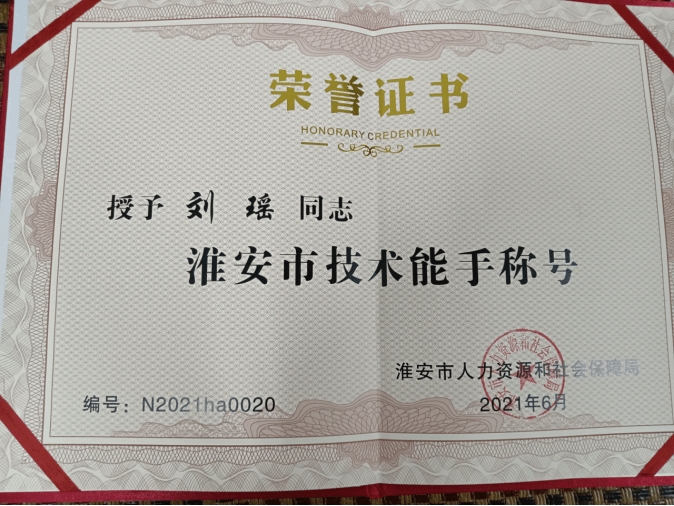 荣誉证书
HONORARY CREDENTIAL
授予 刘 瑶 同志
淮安市技术能手称号
淮安市人力资源和社会保障局
编号：N2021ha0020
2021年6月